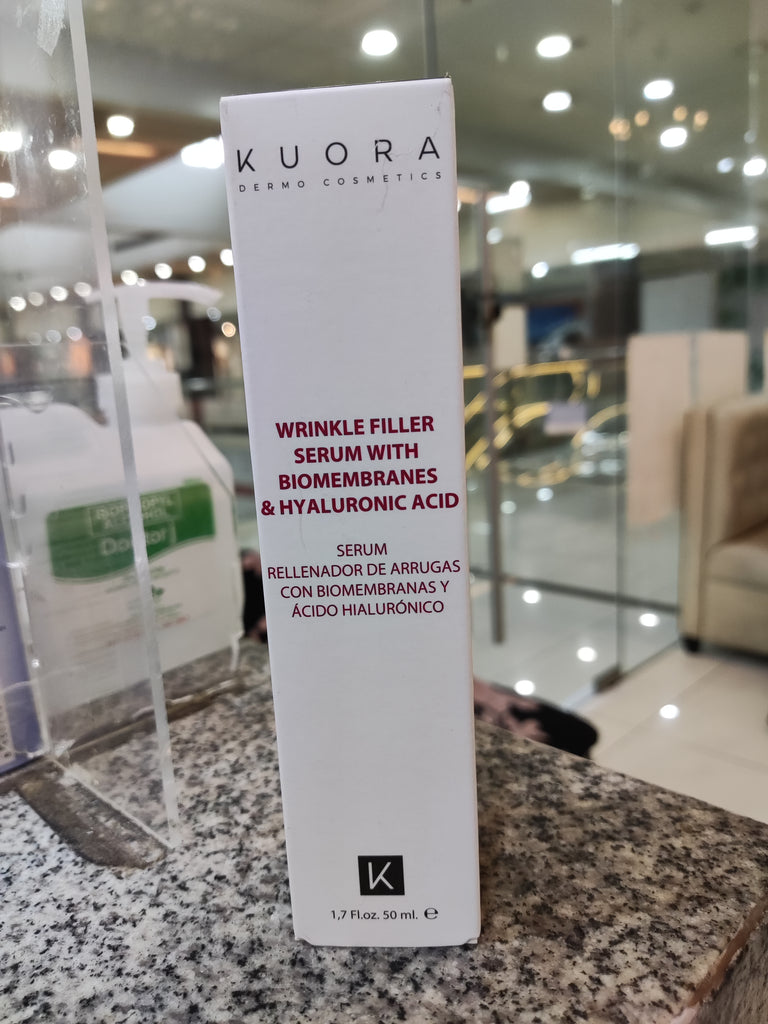 KUORA
DERMO COSMETICS
WRINKLE FILLER
SERUM WITH
BIOMEMBRANES
& HYALURONIC ACID
SERUM
RELLENADOR DE ARRUGAS
CON BIOMEMBRANAS Y
ÁCIDO HIALURÓNICO
K
1,7 Fl.oz. 50 ml. ℮
ALCOHOL